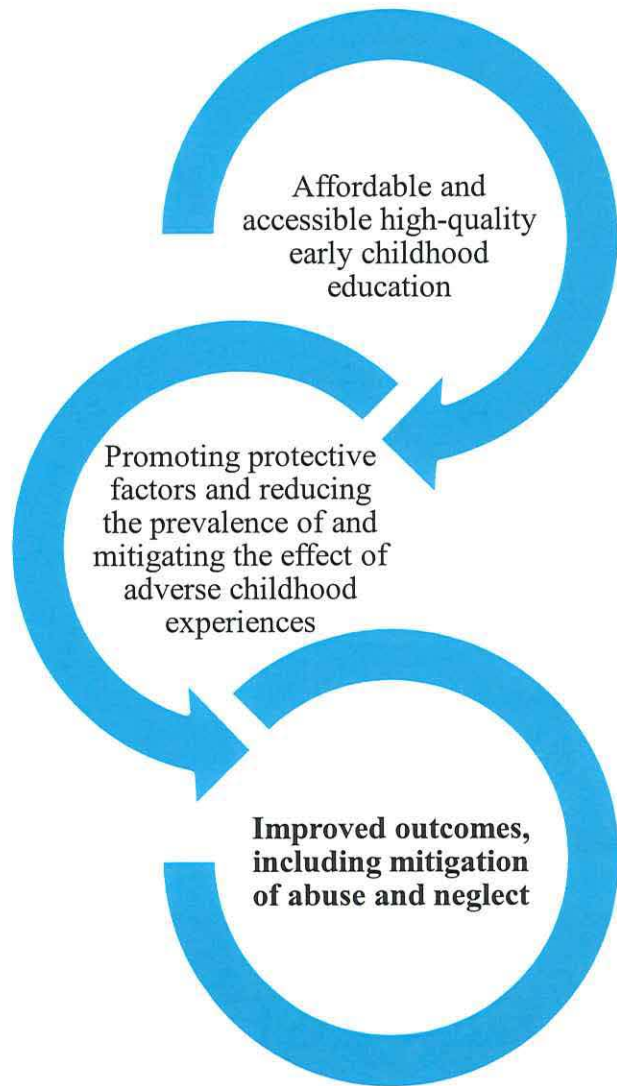 Affordable and
accessible high-quality
early childhood
education
Promoting protective
factors and reducing
the prevalence of and
mitigating the effect of
adverse childhood
experiences
Improved outcomes,
including mitigation
of abuse and neglect